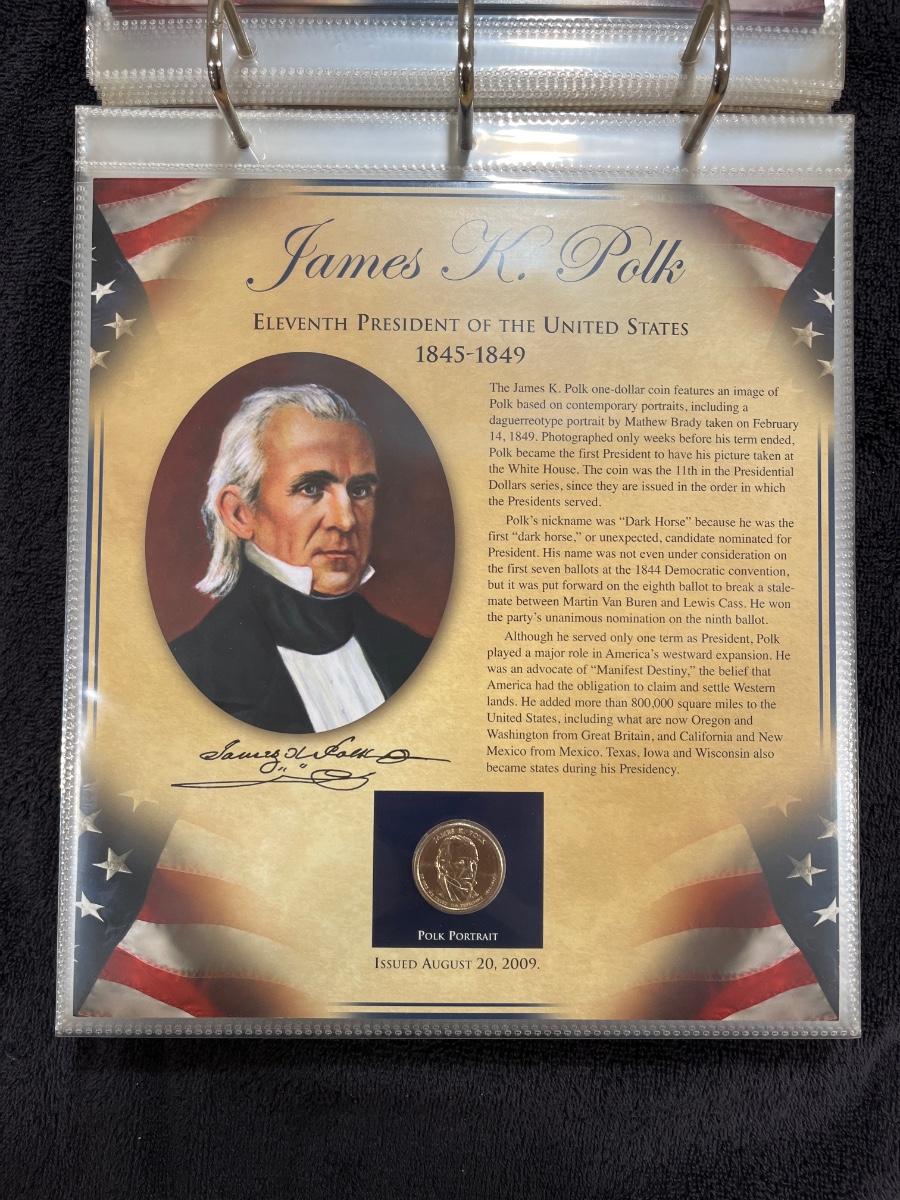 James K. Polk
Eleventh President of the United States
1845-1849
The James K. Polk one-dollar coin features an image of
Polk based on contemporary portraits, including a
daguerreotype portrait by Mathew Brady taken on February
14, 1849. Photographed only weeks before his term ended,
Polk became the first President to have his picture taken at
the White House. The coin was the 11th in the Presidential
Dollars series, since they are issued in the order in which
the Presidents served.
Polk's nickname was “Dark Horse” because he was the
first “dark horse,” or unexpected, candidate nominated for
President. His name was not even under consideration on
the first seven ballots at the 1844 Democratic convention,
but it was put forward on the eighth ballot to break a stale-
mate between Martin Van Buren and Lewis Cass. He won
the party's unanimous nomination on the ninth ballot.
Although he served only one term as President, Polk
played a major role in America's westward expansion. He
was an advocate of “Manifest Destiny,” the belief that
America had the obligation to claim and settle Western
lands. He added more than 800,000 square miles to the
United States, including what are now Oregon and
Washington from Great Britain, and California and New
Mexico from Mexico. Texas, Iowa and Wisconsin also
became states during his Presidency.
James K Polk
JAMES K. POLK
Polk Portrait
Issued August 20, 2009.